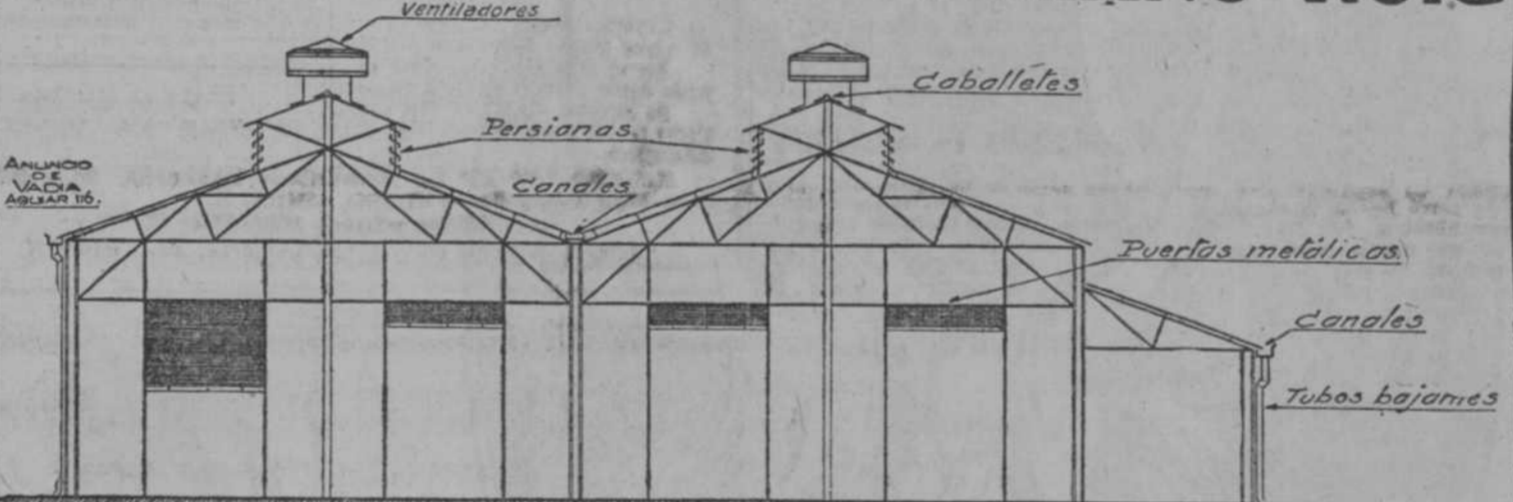 Ventiladores
Caballetes
Persianas
ANUNCIO
DE
VADIA
AGUIAR 116.
Canales
Puertas metálicas
Canales
Tubos bajantes